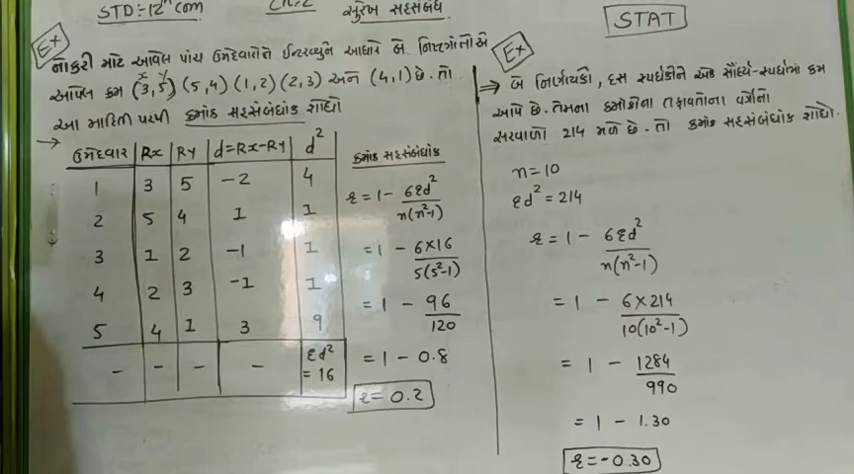 STD:-12ᵗʰ com
CH:2 સુરેખ સહસંબંધ
STAT
Ex
નોકરી માટે આવેલ પાંચ ઉમેદવારોને ઈન્ટરવ્યુને આધારે બે નિષ્ણાંતોએ
x y
આપેલ ક્રમ (3,5) (5,4) (1,2) (2,3) અને (4,1) છે. તો
આ માહિતી પરથી ક્રમાંક સહસંબંધાંક શોધો
→ ઉમેદવાર Rx Ry d=Rx-Ry d²
1 3 5 -2 4
2 5 4 1 1
3 1 2 -1 1
4 2 3 -1 1
5 4 1 3 9
- - - - Σd² = 16
ક્રમાંક સહસંબંધાંક
r = 1 - 6Σd² / n(n²-1)
= 1 - 6×16 / 5(5²-1)
= 1 - 96 / 120
= 1 - 0.8
r = 0.2
Ex
⇒ બે નિર્ણાયકો, દસ સ્પર્ધકોને એક સૌંદર્ય-સ્પર્ધામાં ક્રમ
આપે છે. તેમના ક્રમાંકોના તફાવતોના વર્ગોનો
સરવાળો 214 મળે છે. તો ક્રમાંક સહસંબંધાંક શોધો.
n = 10
Σd² = 214
r = 1 - 6Σd² / n(n²-1)
= 1 - 6×214 / 10(10²-1)
= 1 - 1284 / 990
= 1 - 1.30
r = -0.30